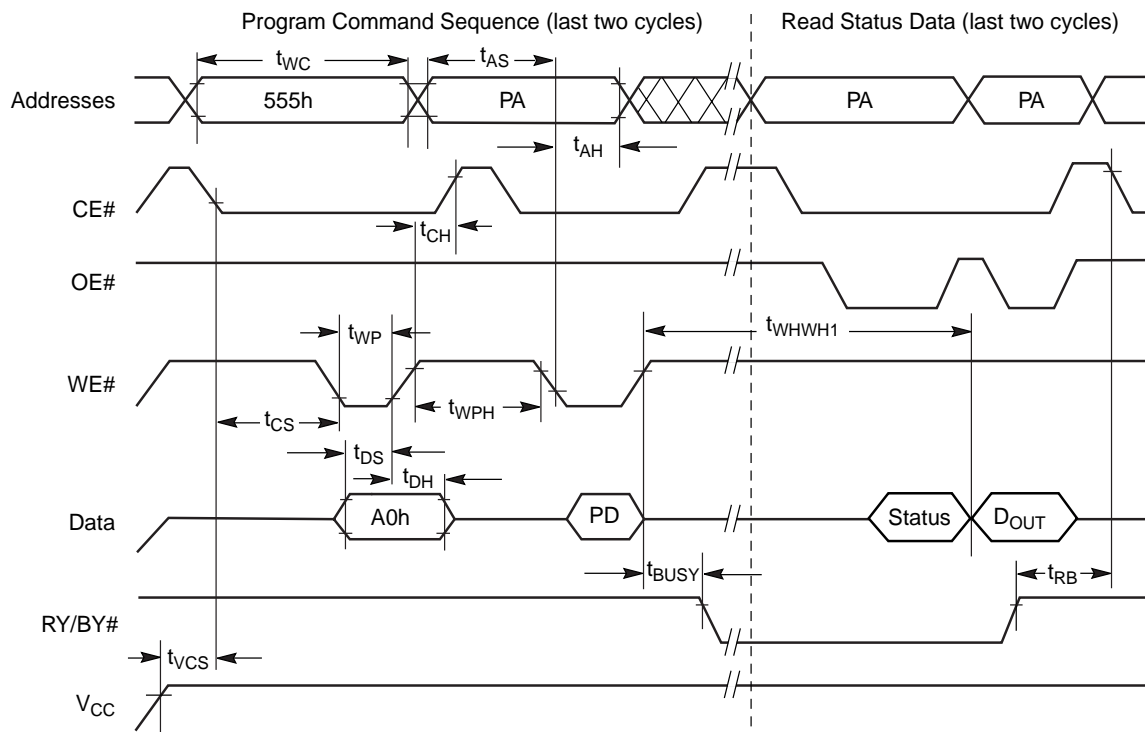 Program Command Sequence (last two cycles)
Read Status Data (last two cycles)
tWC
tAS
Addresses
555h
PA
PA
PA
tAH
CE#
tCH
OE#
tWP
tWHWH1
WE#
tCS
tWPH
tDS
tDH
Data
A0h
PD
Status
DOUT
tBUSY
tRB
RY/BY#
tVCS
VCC